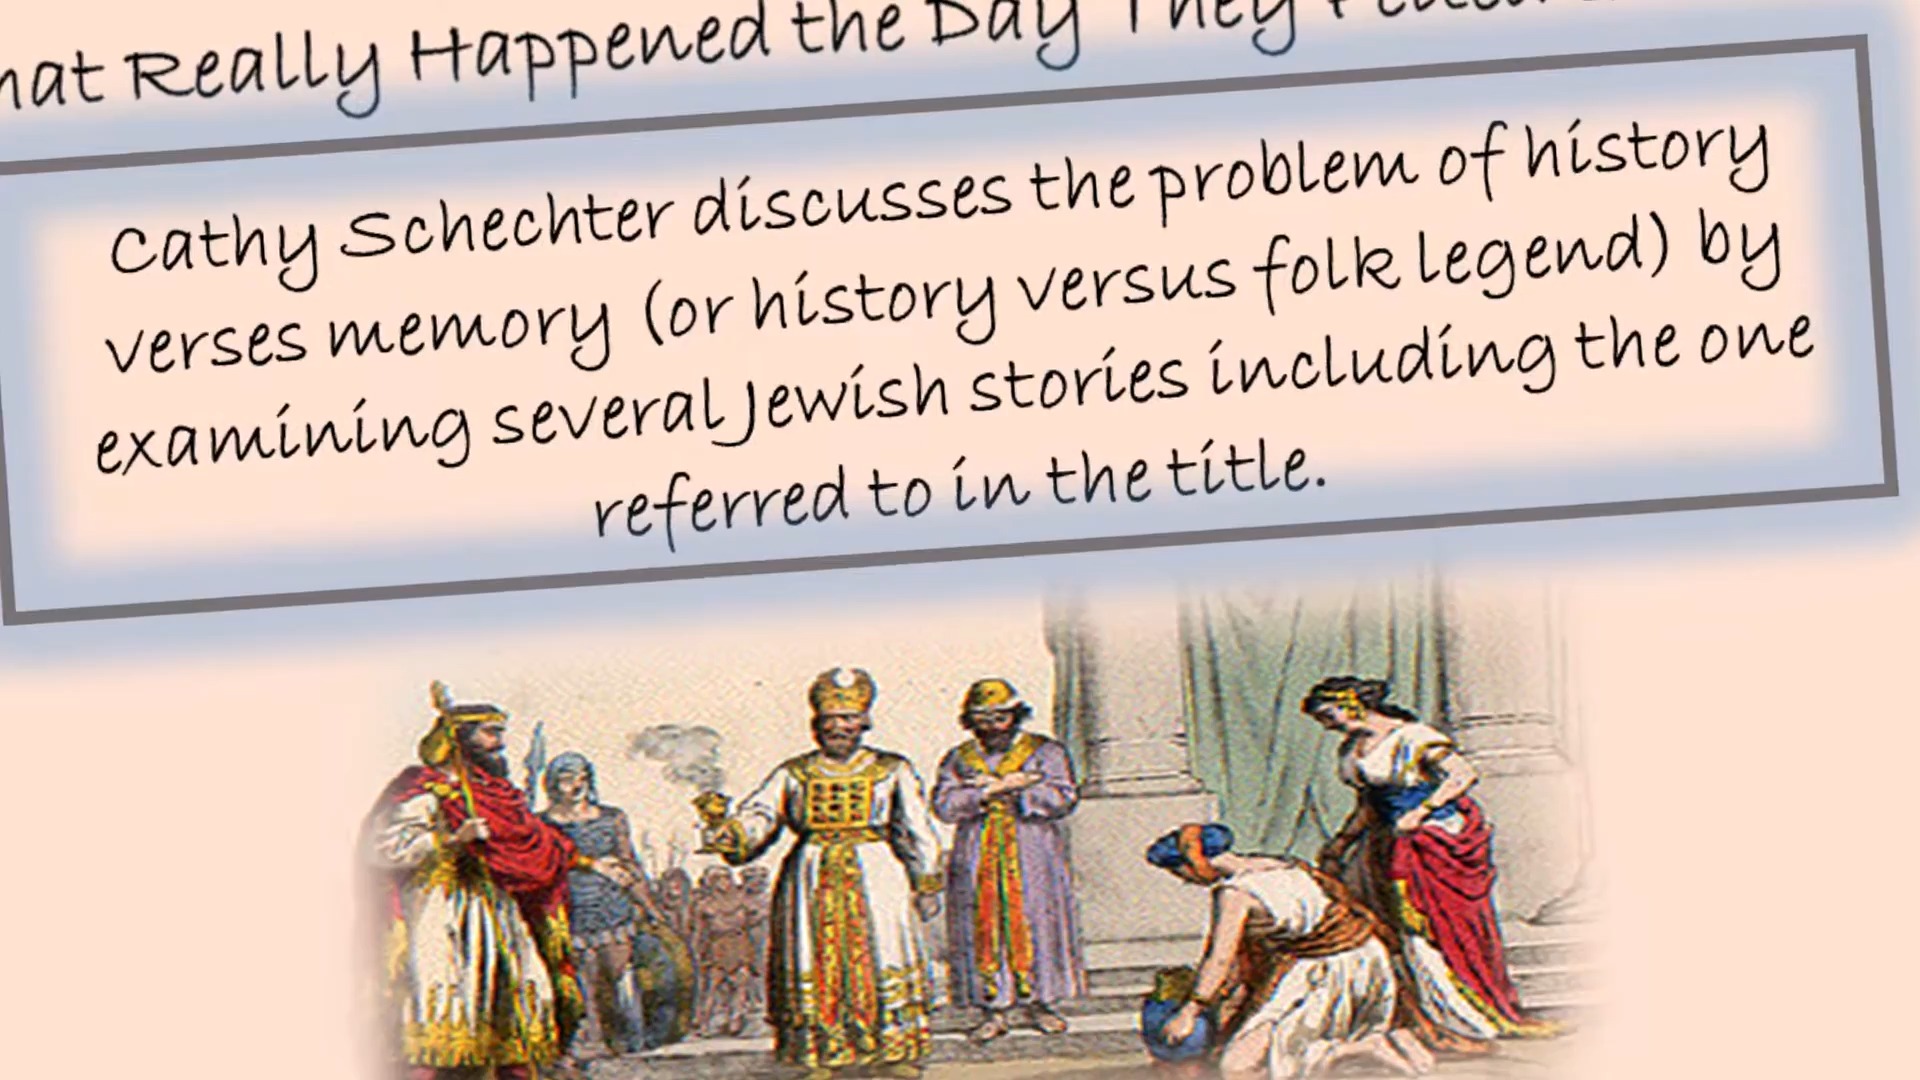 Really Happened the Day They
Cathy Schechter discusses the problem of history
verses memory (or history versus folk legend) by
examining several Jewish stories including the one
referred to in the title.